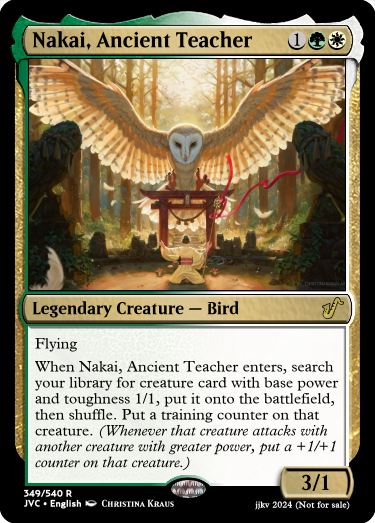 Nakai, Ancient Teacher 1
Legendary Creature — Bird
Flying
When Nakai, Ancient Teacher enters, search
your library for creature card with base power
and toughness 1/1, put it onto the battlefield,
then shuffle. Put a training counter on that
creature. (Whenever that creature attacks with
another creature with greater power, put a +1/+1
counter on that creature.)
3/1
349/540 R
JVC • English Christina Kraus
jjkv 2024 (Not for sale)